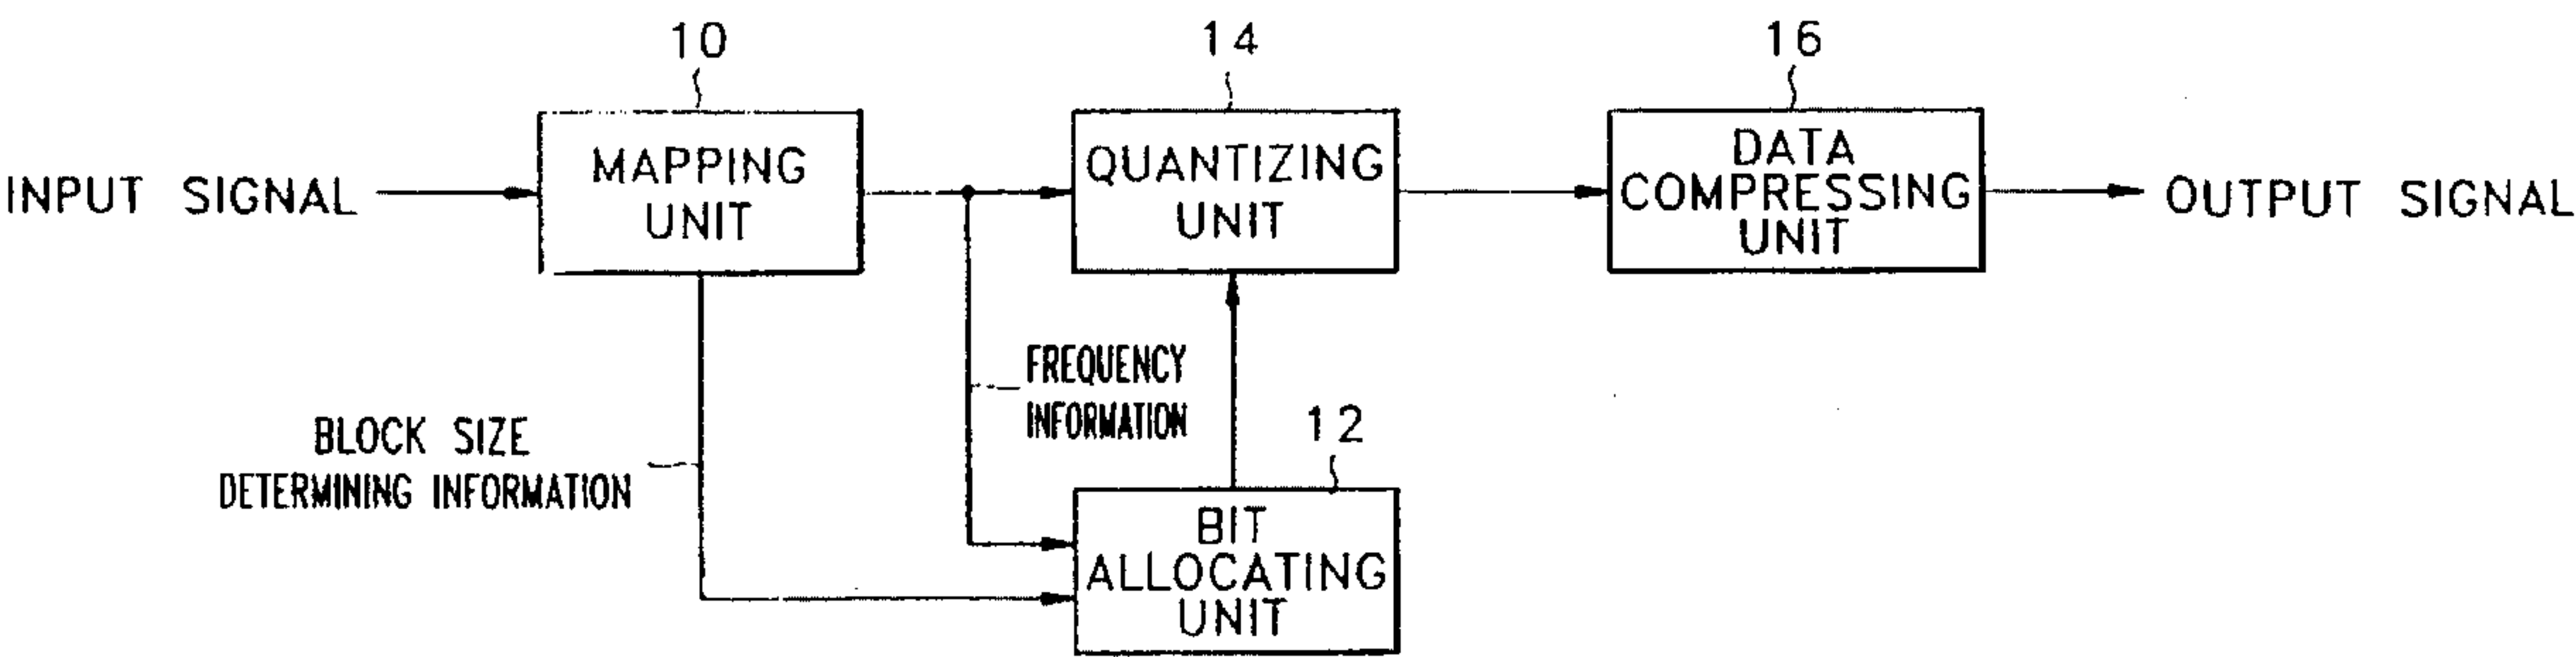 10
14
16
INPUT SIGNAL
MAPPING
UNIT
QUANTIZING
UNIT
DATA
COMPRESSING
UNIT
OUTPUT SIGNAL
FREQUENCY
INFORMATION
BLOCK SIZE
DETERMINING INFORMATION
12
BIT
ALLOCATING
UNIT